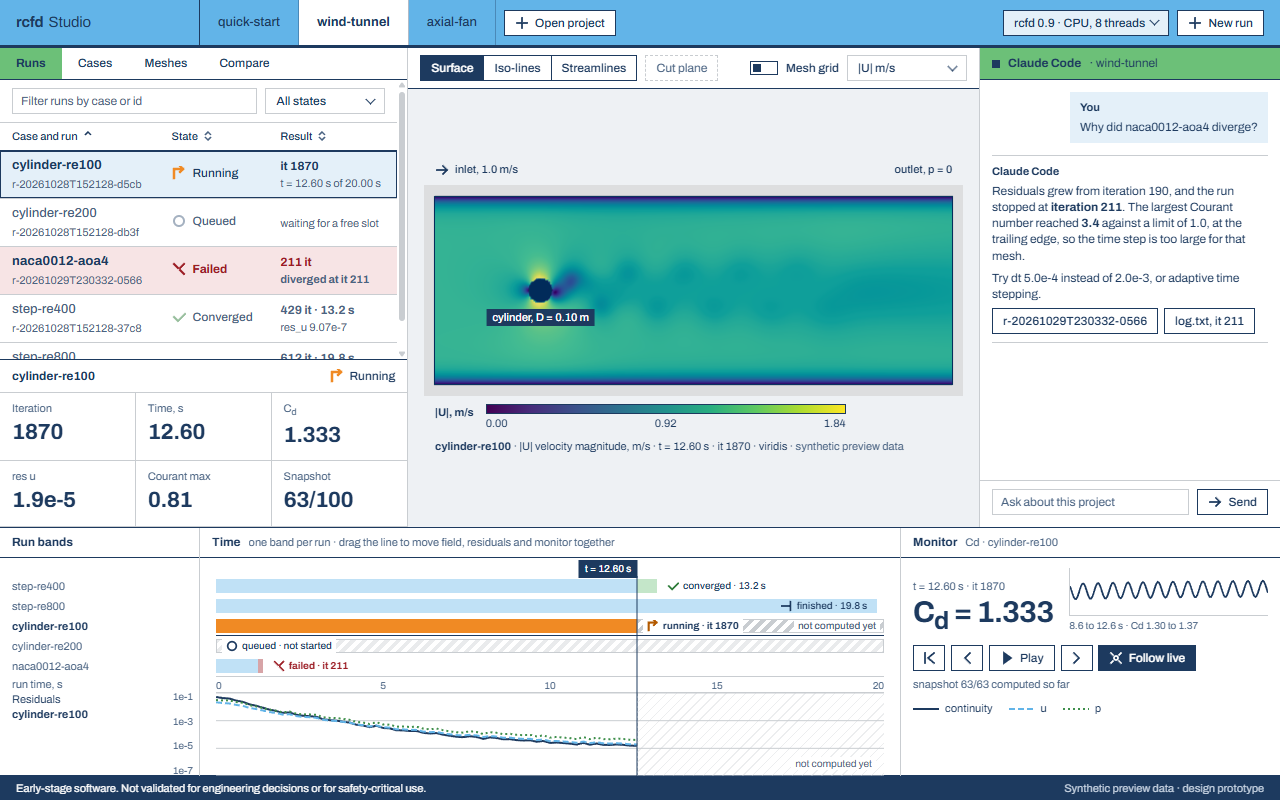 rcfd Studio
quick-start
wind-tunnel
axial-fan
Open project
rcfd 0.9 · CPU, 8 threads
New run
Runs
Cases
Meshes
Compare
Surface
Iso-lines
Streamlines
Cut plane
Mesh grid
|U| m/s
Claude Code · wind-tunnel
Filter runs by case or id
All states
Case and run
State
Result
cylinder-re100
r-20261028T152128-d5cb
Running
it 1870
t = 12.60 s of 20.00 s
cylinder-re200
r-20261028T152128-db3f
Queued
waiting for a free slot
naca0012-aoa4
r-20261029T230332-0566
Failed
211 it
diverged at it 211
step-re400
r-20261028T152128-37c8
Converged
429 it · 13.2 s
res_u 9.07e-7
step-re800
612 it · 19.8 s
cylinder-re100
Running
Iteration
1870
Time, s
12.60
Cd
1.333
res u
1.9e-5
Courant max
0.81
Snapshot
63/100
inlet, 1.0 m/s
outlet, p = 0
cylinder, D = 0.10 m
|U|, m/s
0.00
0.92
1.84
cylinder-re100 · |U| velocity magnitude, m/s · t = 12.60 s · it 1870 · viridis · synthetic preview data
You
Why did naca0012-aoa4 diverge?
Claude Code
Residuals grew from iteration 190, and the run
stopped at iteration 211. The largest Courant
number reached 3.4 against a limit of 1.0, at the
trailing edge, so the time step is too large for that
mesh.
Try dt 5.0e-4 instead of 2.0e-3, or adaptive time
stepping.
r-20261029T230332-0566
log.txt, it 211
Ask about this project
Send
Run bands
Time one band per run · drag the line to move field, residuals and monitor together
t = 12.60 s
step-re400
converged · 13.2 s
step-re800
finished · 19.8 s
cylinder-re100
running · it 1870
not computed yet
cylinder-re200
queued · not started
naca0012-aoa4
failed · it 211
run time, s
0
5
10
15
20
Residuals
cylinder-re100
1e-1
1e-3
1e-5
1e-7
not computed yet
Monitor Cd · cylinder-re100
t = 12.60 s · it 1870
Cd = 1.333
8.6 to 12.6 s · Cd 1.30 to 1.37
Play
Follow live
snapshot 63/63 computed so far
continuity
u
p
Early-stage software. Not validated for engineering decisions or for safety-critical use.
Synthetic preview data · design prototype